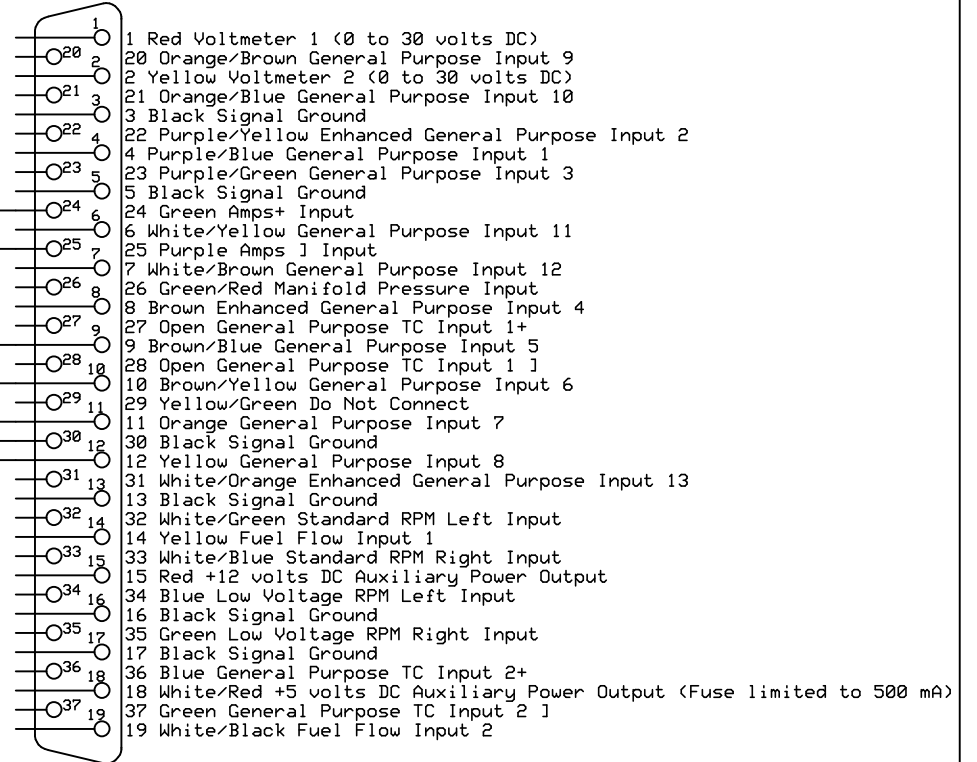 1
1 Red Voltmeter 1 (0 to 30 volts DC)
20 20 Orange/Brown General Purpose Input 9
2 2 Yellow Voltmeter 2 (0 to 30 volts DC)
21 21 Orange/Blue General Purpose Input 10
3 3 Black Signal Ground
22 22 Purple/Yellow Enhanced General Purpose Input 2
4 4 Purple/Blue General Purpose Input 1
23 23 Purple/Green General Purpose Input 3
5 5 Black Signal Ground
24 24 Green Amps+ Input
6 6 White/Yellow General Purpose Input 11
25 25 Purple Amps ] Input
7 7 White/Brown General Purpose Input 12
26 26 Green/Red Manifold Pressure Input
8 8 Brown Enhanced General Purpose Input 4
27 27 Open General Purpose TC Input 1+
9 9 Brown/Blue General Purpose Input 5
28 28 Open General Purpose TC Input 1 ]
10 10 Brown/Yellow General Purpose Input 6
29 29 Yellow/Green Do Not Connect
11 11 Orange General Purpose Input 7
30 30 Black Signal Ground
12 12 Yellow General Purpose Input 8
31 31 White/Orange Enhanced General Purpose Input 13
13 13 Black Signal Ground
32 32 White/Green Standard RPM Left Input
14 14 Yellow Fuel Flow Input 1
33 33 White/Blue Standard RPM Right Input
15 15 Red +12 volts DC Auxiliary Power Output
34 34 Blue Low Voltage RPM Left Input
16 16 Black Signal Ground
35 35 Green Low Voltage RPM Right Input
17 17 Black Signal Ground
36 36 Blue General Purpose TC Input 2+
18 18 White/Red +5 volts DC Auxiliary Power Output (Fuse limited to 500 mA)
37 37 Green General Purpose TC Input 2 ]
19 19 White/Black Fuel Flow Input 2